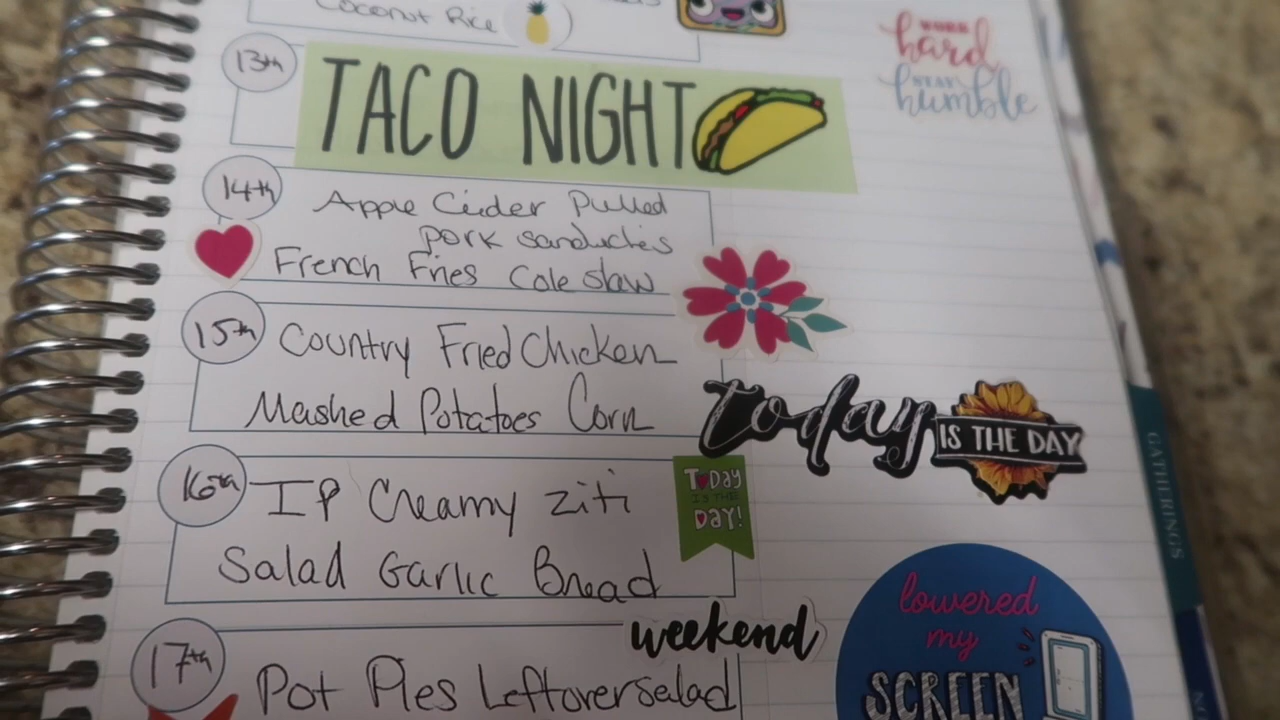 Coconut Rice
WORK
hard
STAY
humble
13th
TACO NIGHT
14th
Apple Cider Pulled
pork sandwiches
French Fries Cole slaw
15th
Country Fried Chicken
Mashed Potatoes Corn
today
IS THE DAY
16th
IP Creamy ziti
Salad Garlic Bread
TODAY
IS THE
DAY!
GATHERINGS
weekend
17th
Pot Pies Leftover salad
lowered
my
SCREEN